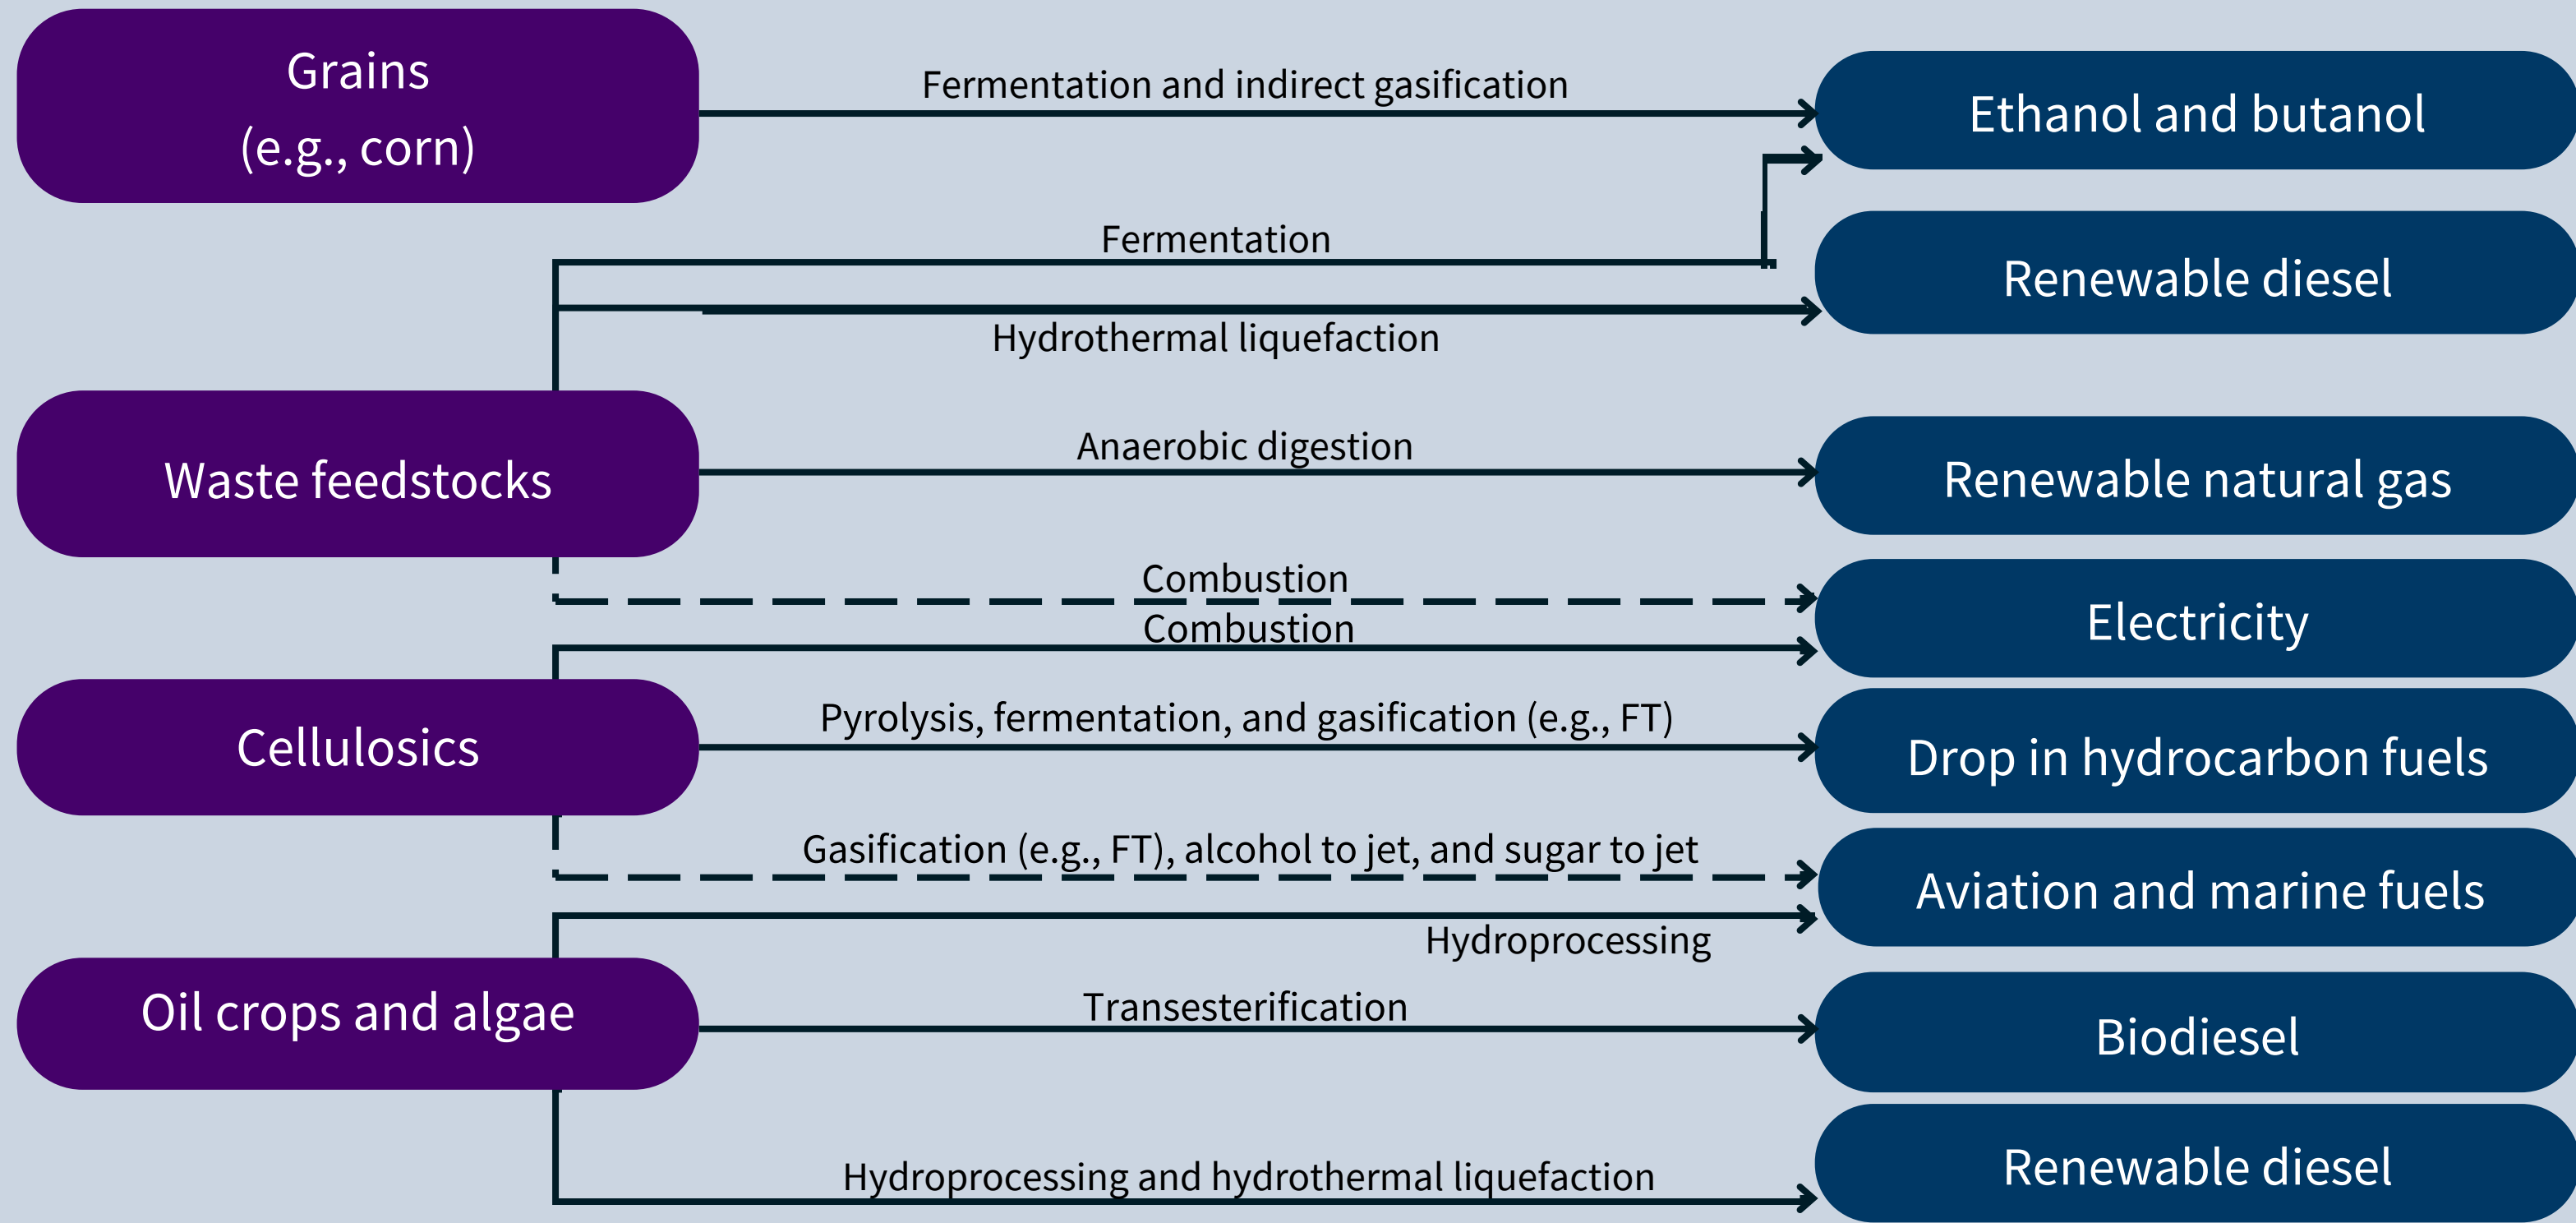 Grains
(e.g., corn)
Fermentation and indirect gasification
Ethanol and butanol
Fermentation
Renewable diesel
Hydrothermal liquefaction
Waste feedstocks
Anaerobic digestion
Renewable natural gas
Combustion
Combustion
Electricity
Cellulosics
Pyrolysis, fermentation, and gasification (e.g., FT)
Drop in hydrocarbon fuels
Gasification (e.g., FT), alcohol to jet, and sugar to jet
Aviation and marine fuels
Hydroprocessing
Oil crops and algae
Transesterification
Biodiesel
Hydroprocessing and hydrothermal liquefaction
Renewable diesel